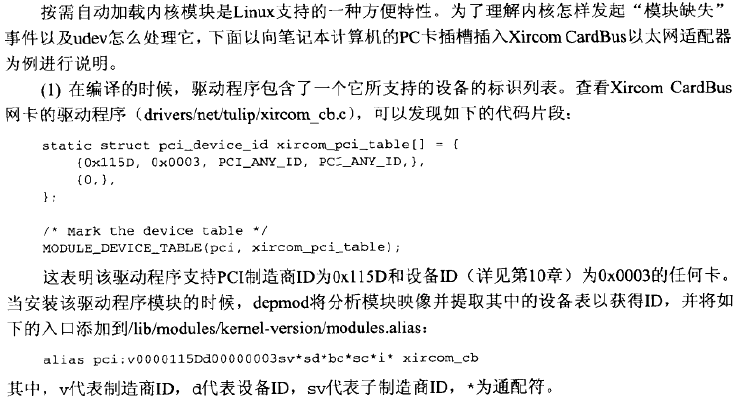 按需自动加载内核模块是Linux支持的一种方便特性。为了理解内核怎样发起“模块缺失”
事件以及udev怎么处理它，下面以向笔记本计算机的PC卡插槽插入Xircom CardBus以太网适配器
为例进行说明。
(1) 在编译的时候，驱动程序包含了一个它所支持的设备的标识列表。查看Xircom CardBus
网卡的驱动程序（drivers/net/tulip/xircom_cb.c），可以发现如下的代码片段：
static struct pci_device_id xircom_pci_table[] = {
{0x115D, 0x0003, PCI_ANY_ID, PCI_ANY_ID,},
{0,},
};
/* Mark the device table */
MODULE_DEVICE_TABLE(pci, xircom_pci_table);
这表明该驱动程序支持PCI制造商ID为0x115D和设备ID（详见第10章）为0x0003的任何卡。
当安装该驱动程序模块的时候，depmod将分析模块映像并提取其中的设备表以获得ID，并将如
下的入口添加到/lib/modules/kernel-version/modules.alias：
alias pci:v0000115Dd00000003sv*sd*bc*sc*i* xircom_cb
其中，v代表制造商ID，d代表设备ID，sv代表子制造商ID，*为通配符。